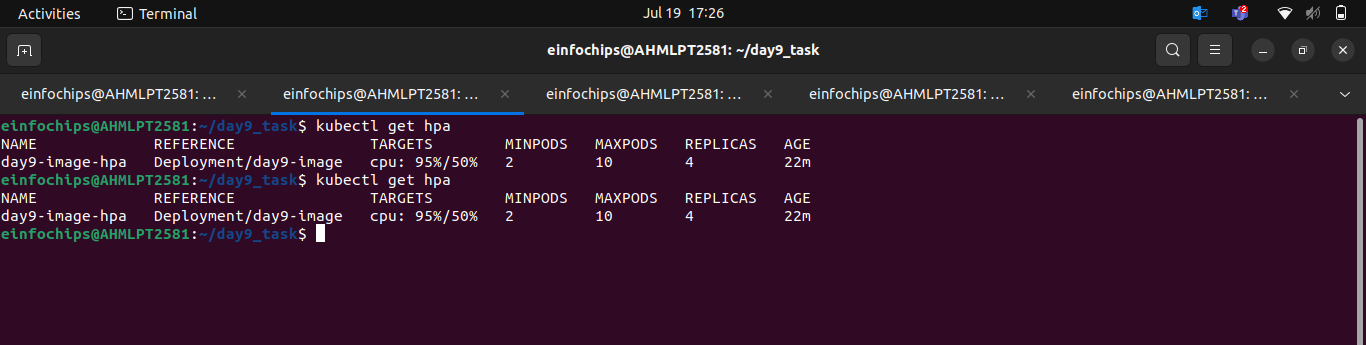 Activities Terminal Jul 19 17:26 2
einfochips@AHMLPT2581: ~/day9_task
einfochips@AHMLPT2581: ... einfochips@AHMLPT2581: ... einfochips@AHMLPT2581: ... einfochips@AHMLPT2581: ... einfochips@AHMLPT2581: ...
einfochips@AHMLPT2581:~/day9_task$ kubectl get hpa
NAME REFERENCE TARGETS MINPODS MAXPODS REPLICAS AGE
day9-image-hpa Deployment/day9-image cpu: 95%/50% 2 10 4 22m
einfochips@AHMLPT2581:~/day9_task$ kubectl get hpa
NAME REFERENCE TARGETS MINPODS MAXPODS REPLICAS AGE
day9-image-hpa Deployment/day9-image cpu: 95%/50% 2 10 4 22m
einfochips@AHMLPT2581:~/day9_task$